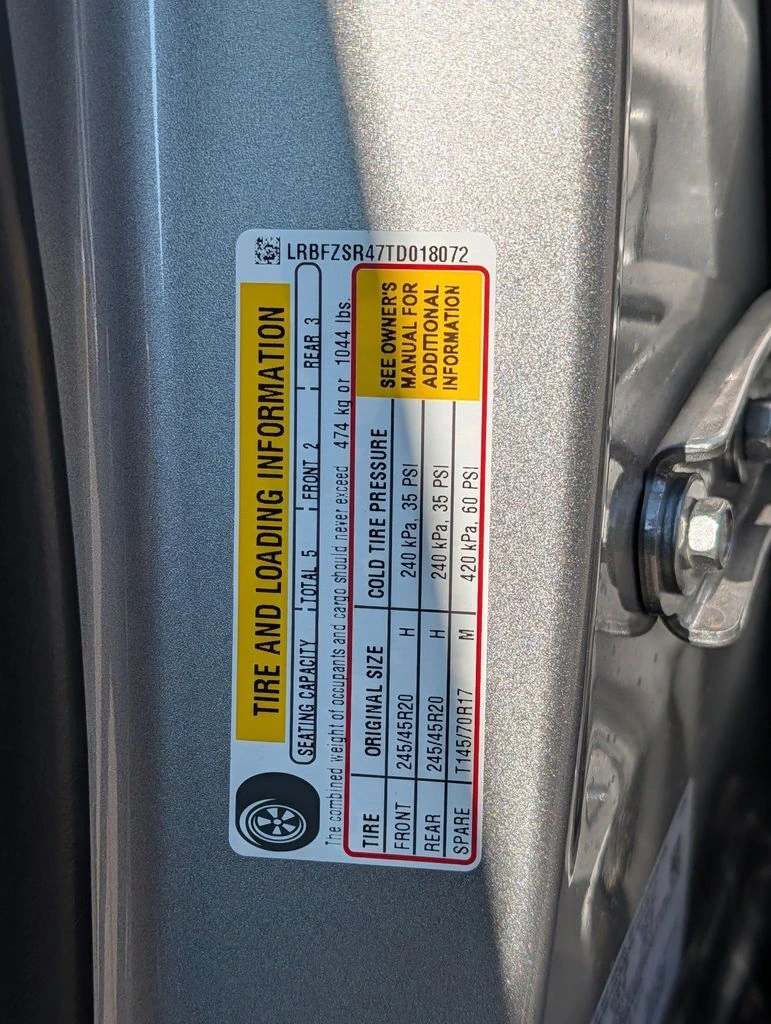 LRBFZSR47TD018072
TIRE AND LOADING INFORMATION
SEATING CAPACITY TOTAL 5 FRONT 2 REAR 3
The combined weight of occupants and cargo should never exceed 474 kg or 1044 lbs.
TIRE ORIGINAL SIZE COLD TIRE PRESSURE
FRONT 245/45R20 H 240 kPa, 35 PSI
REAR 245/45R20 H 240 kPa, 35 PSI
SPARE T145/70R17 M 420 kPa, 60 PSI
SEE OWNER'S
MANUAL FOR
ADDITIONAL
INFORMATION